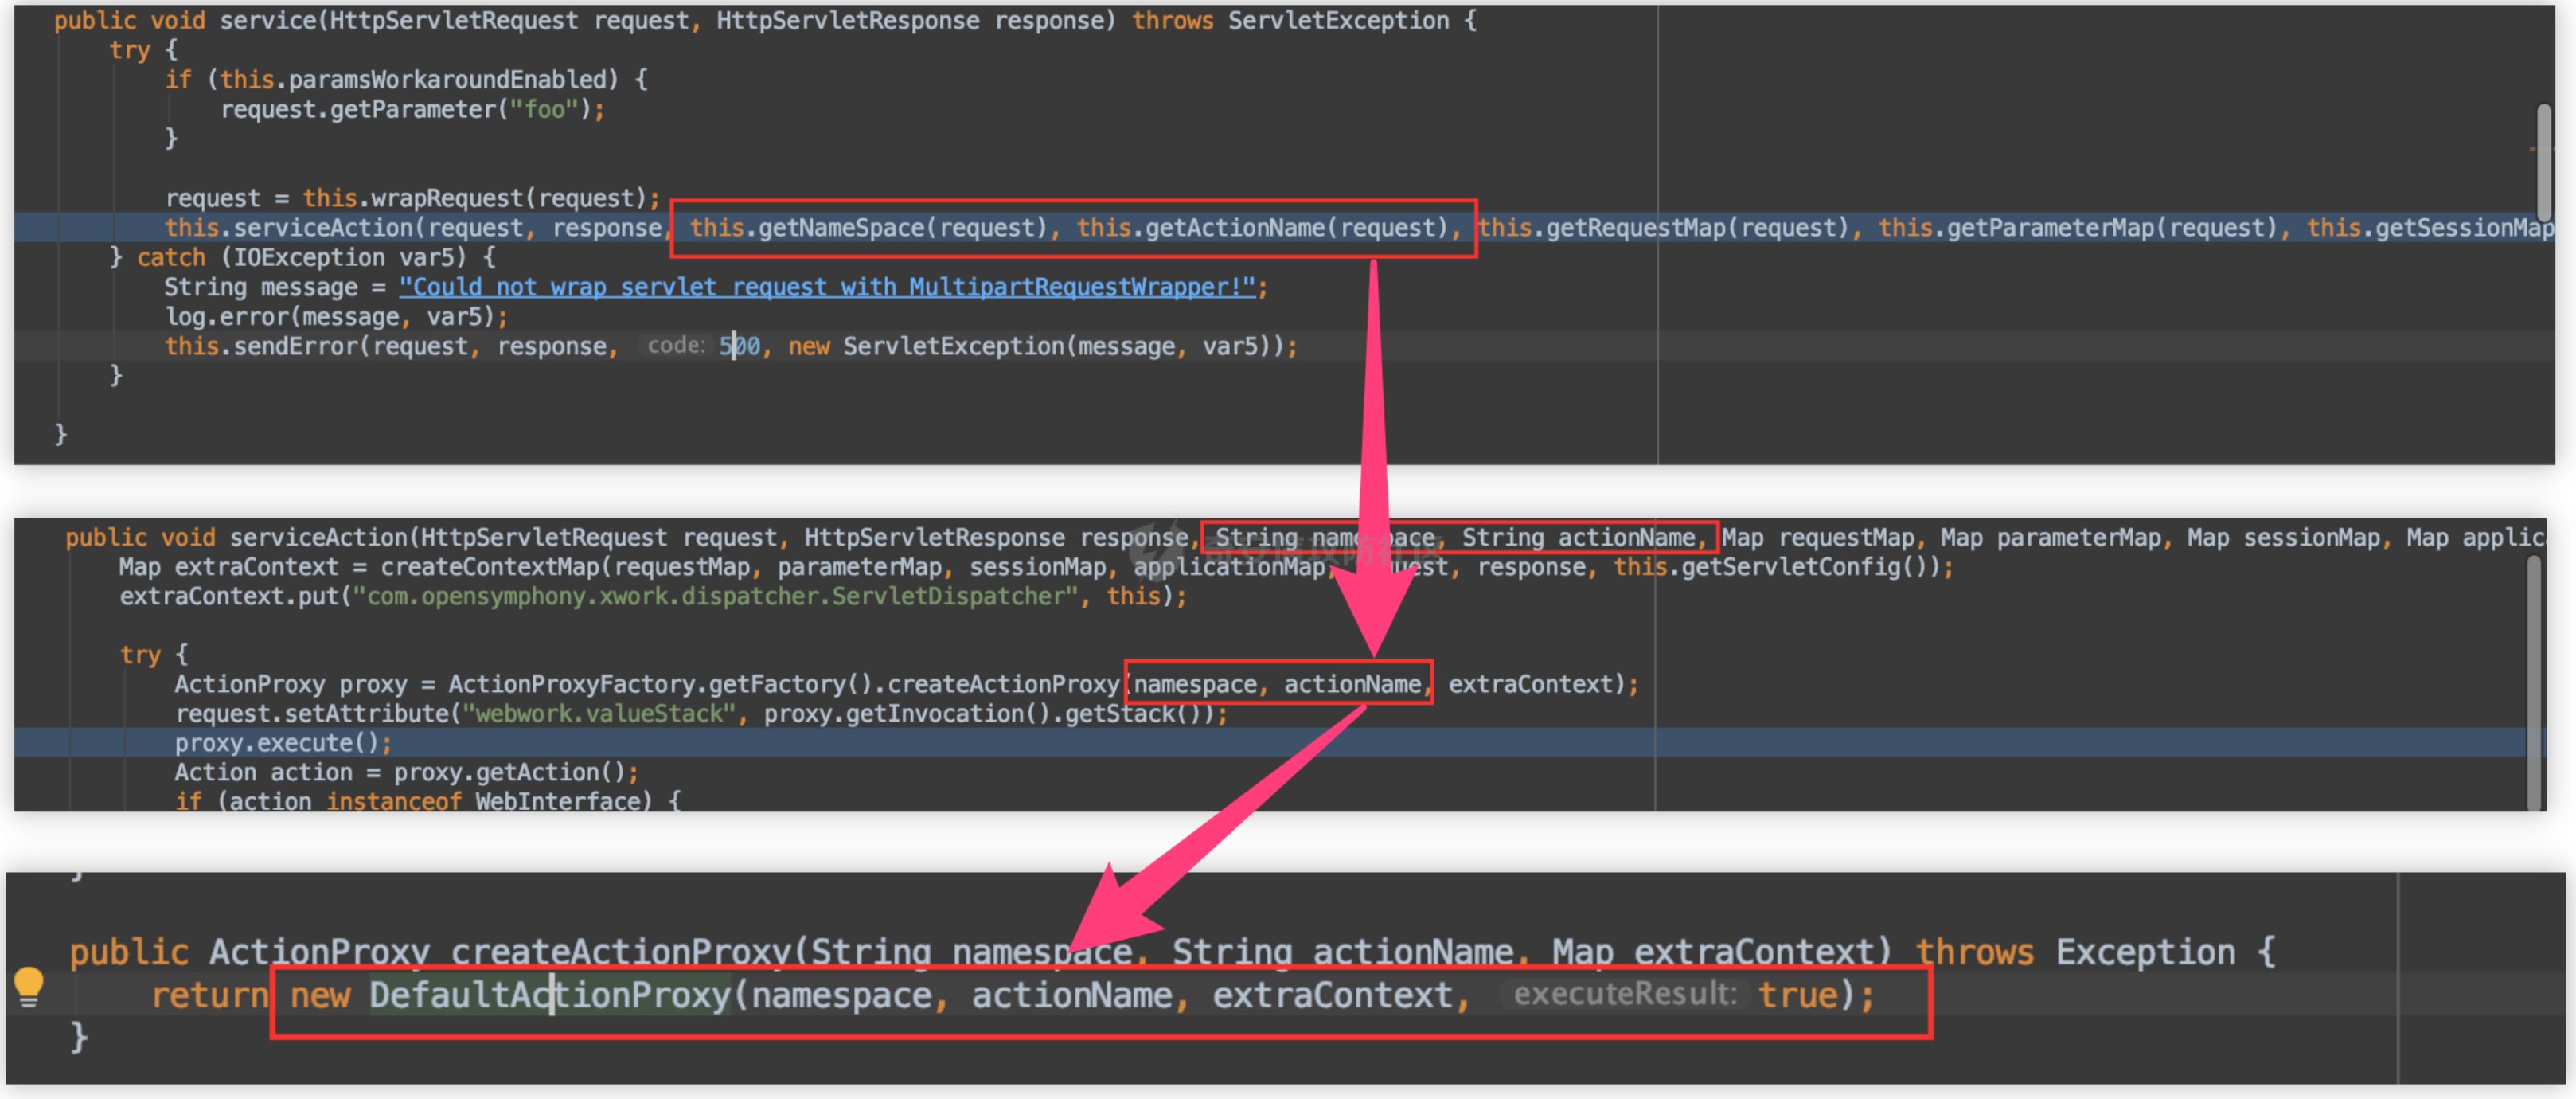 public void service(HttpServletRequest request, HttpServletResponse response) throws ServletException {
try {
if (this.paramsWorkaroundEnabled) {
request.getParameter("foo");
}
request = this.wrapRequest(request);
this.serviceAction(request, response, this.getNameSpace(request), this.getActionName(request), this.getRequestMap(request), this.getParameterMap(request), this.getSessionMap
} catch (IOException var5) {
String message = "Could not wrap servlet request with MultipartRequestWrapper!";
log.error(message, var5);
this.sendError(request, response, code: 500, new ServletException(message, var5));
}
}
public void serviceAction(HttpServletRequest request, HttpServletResponse response, String namespace, String actionName, Map requestMap, Map parameterMap, Map sessionMap, Map applic
Map extraContext = createContextMap(requestMap, parameterMap, sessionMap, applicationMap, request, response, this.getServletConfig());
extraContext.put("com.opensymphony.xwork.dispatcher.ServletDispatcher", this);
try {
ActionProxy proxy = ActionProxyFactory.getFactory().createActionProxy(namespace, actionName, extraContext);
request.setAttribute("webwork.valueStack", proxy.getInvocation().getStack());
proxy.execute();
Action action = proxy.getAction();
if (action instanceof WebInterface) {
}
public ActionProxy createActionProxy(String namespace, String actionName, Map extraContext) throws Exception {
return new DefaultActionProxy(namespace, actionName, extraContext, executeResult: true);
}